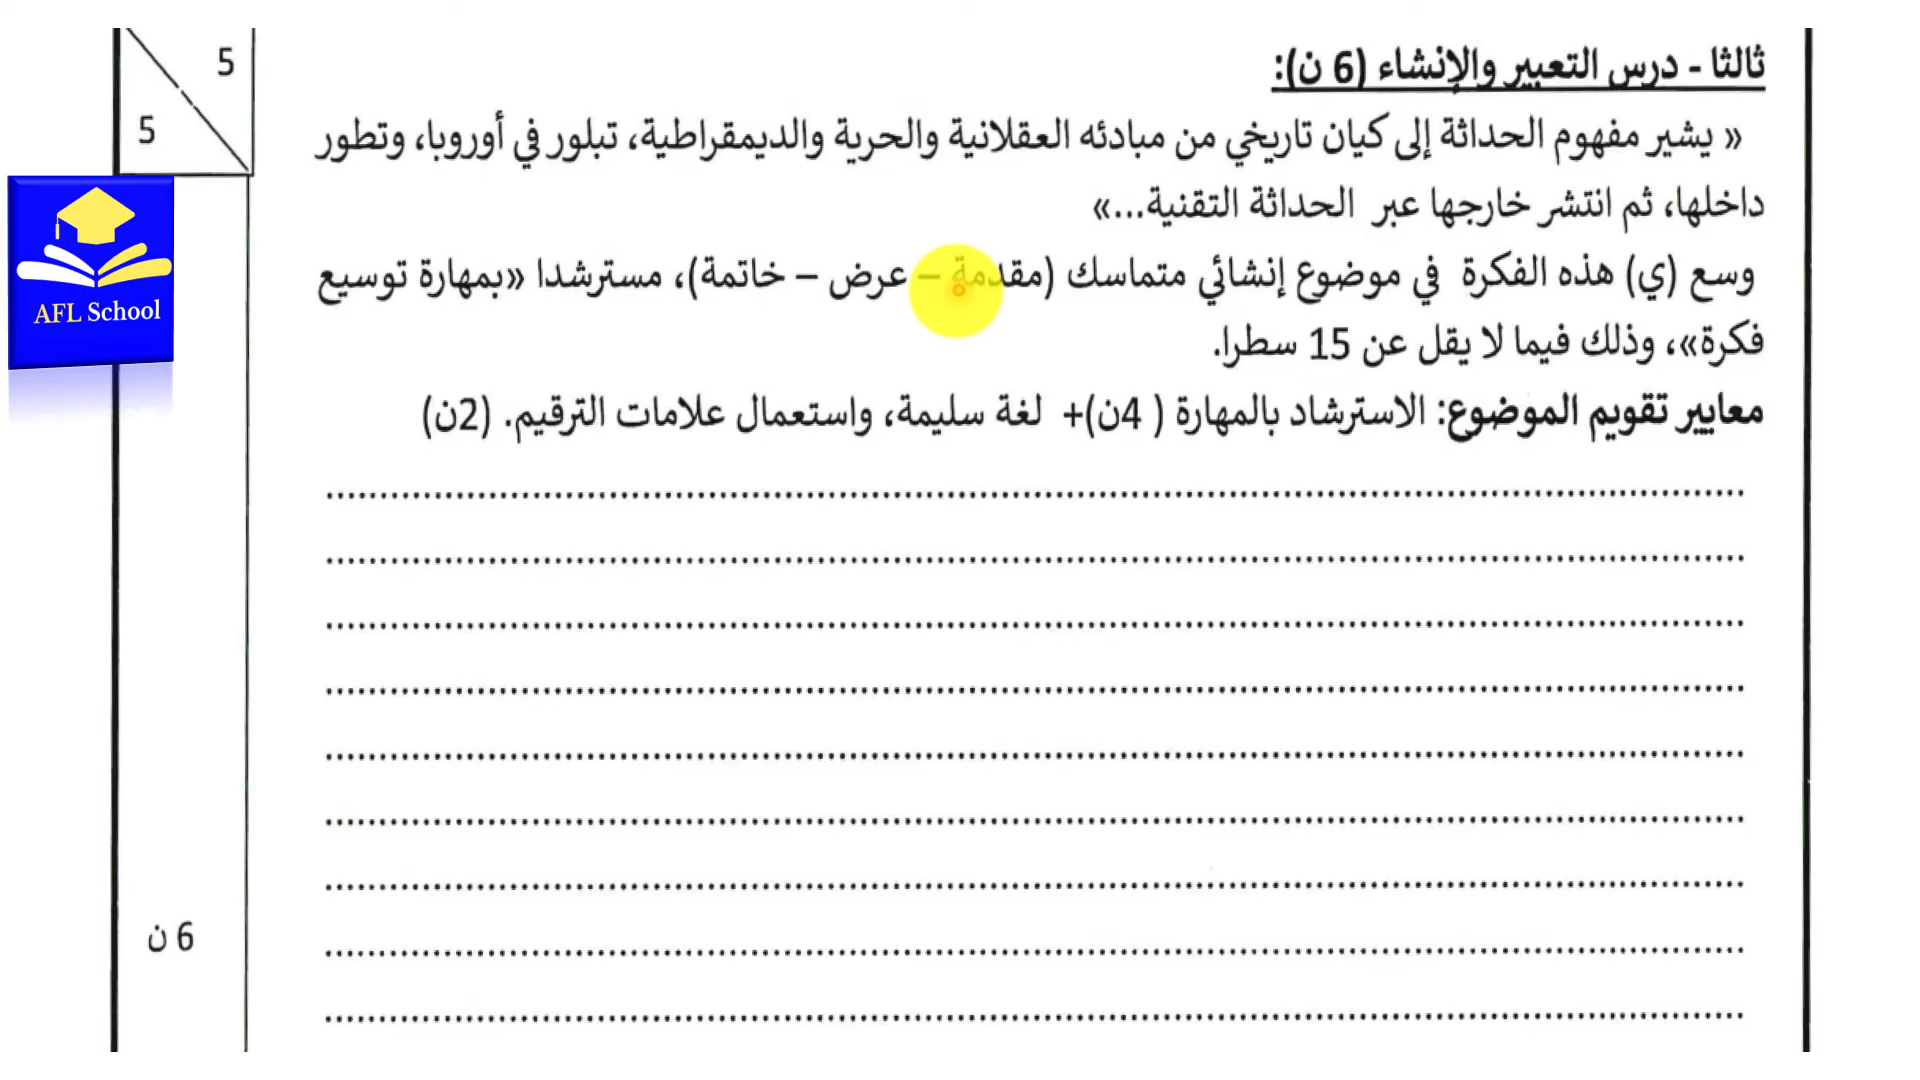 5
5
AFL School
ثالثا - درس التعبير والإنشاء (6 ن):
« يشير مفهوم الحداثة إلى كيان تاريخي من مبادئه العقلانية والحرية والديمقراطية، تبلور في أوروبا، وتطور
داخلها، ثم انتشر خارجها عبر الحداثة التقنية...»
وسع (ي) هذه الفكرة في موضوع إنشائي متماسك (مقدمة – عرض – خاتمة)، مسترشدا «بمهارة توسيع
فكرة»، وذلك فيما لا يقل عن 15 سطرا.
معايير تقويم الموضوع: الاسترشاد بالمهارة ( 4ن)+ لغة سليمة، واستعمال علامات الترقيم. (2ن)
6 ن